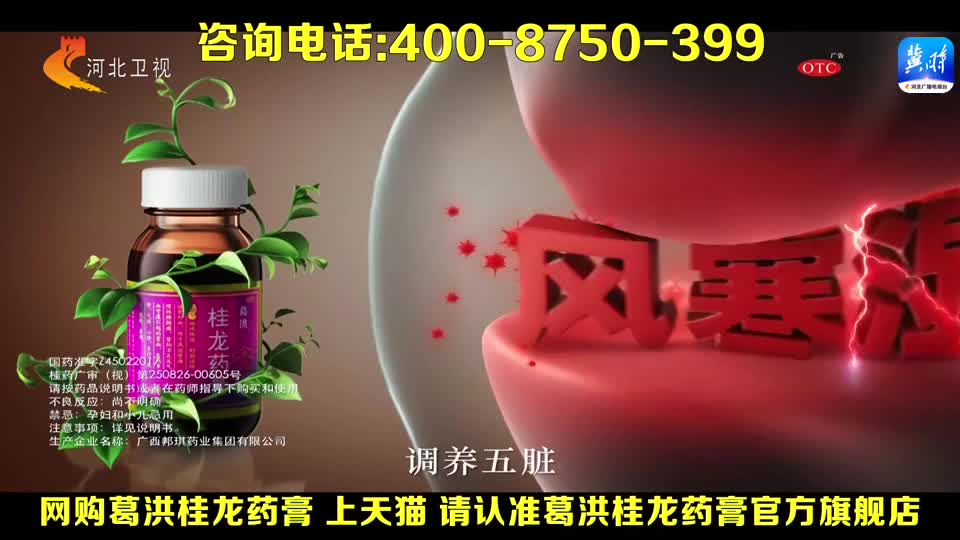 咨询电话:400-8750-399
河北卫视
广告
OTC
冀时
河北广播电视台
风寒湿
葛洪
桂龙药
国药准字Z4502201
桂药广审（视）第250826-00605号
请按药品说明书或者在药师指导下购买和使用
不良反应：尚不明确
禁忌：孕妇和小儿忌用
注意事项：详见说明书。
生产企业名称：广西邦琪药业集团有限公司
调养五脏
网购葛洪桂龙药膏 上天猫 请认准葛洪桂龙药膏官方旗舰店